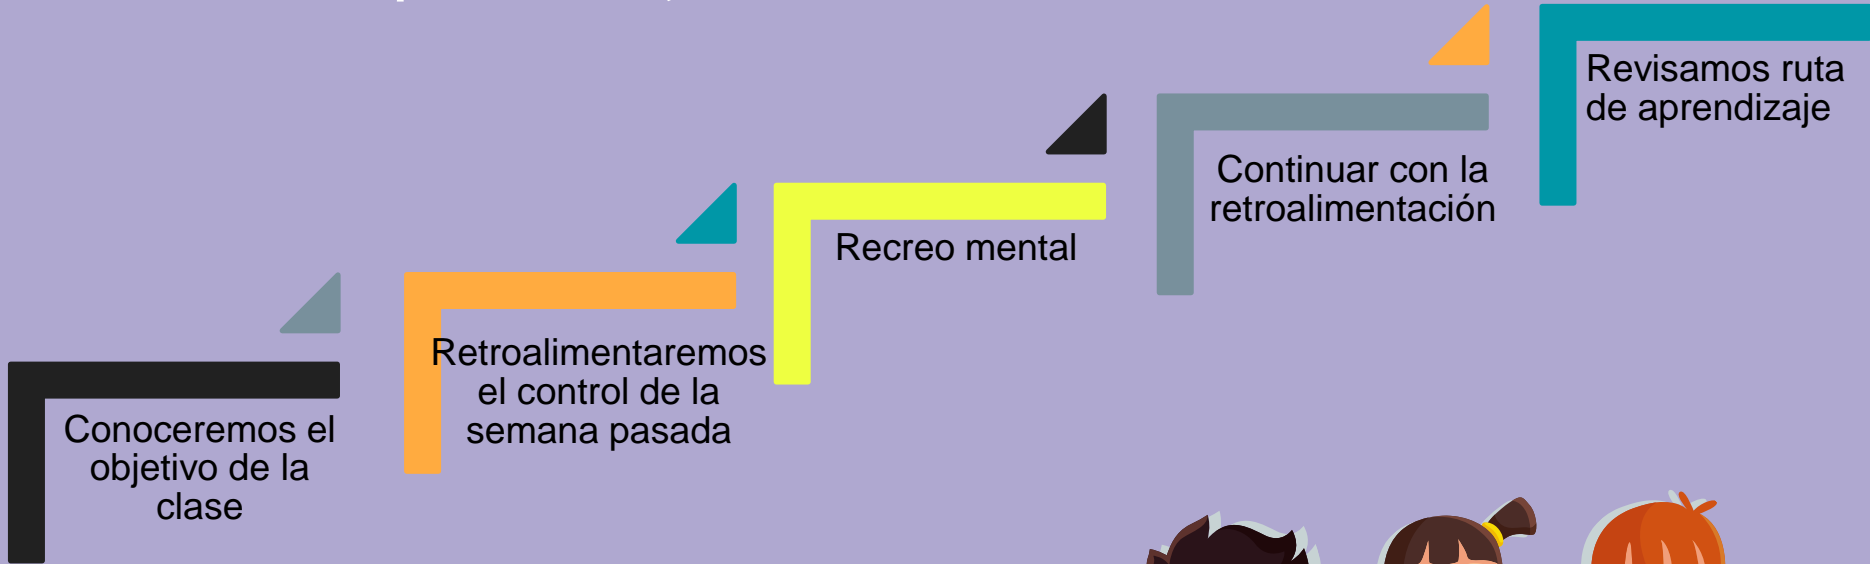 Conoceremos el
objetivo de la
clase
Retroalimentaremos
el control de la
semana pasada
Recreo mental
Continuar con la
retroalimentación
Revisamos ruta
de aprendizaje